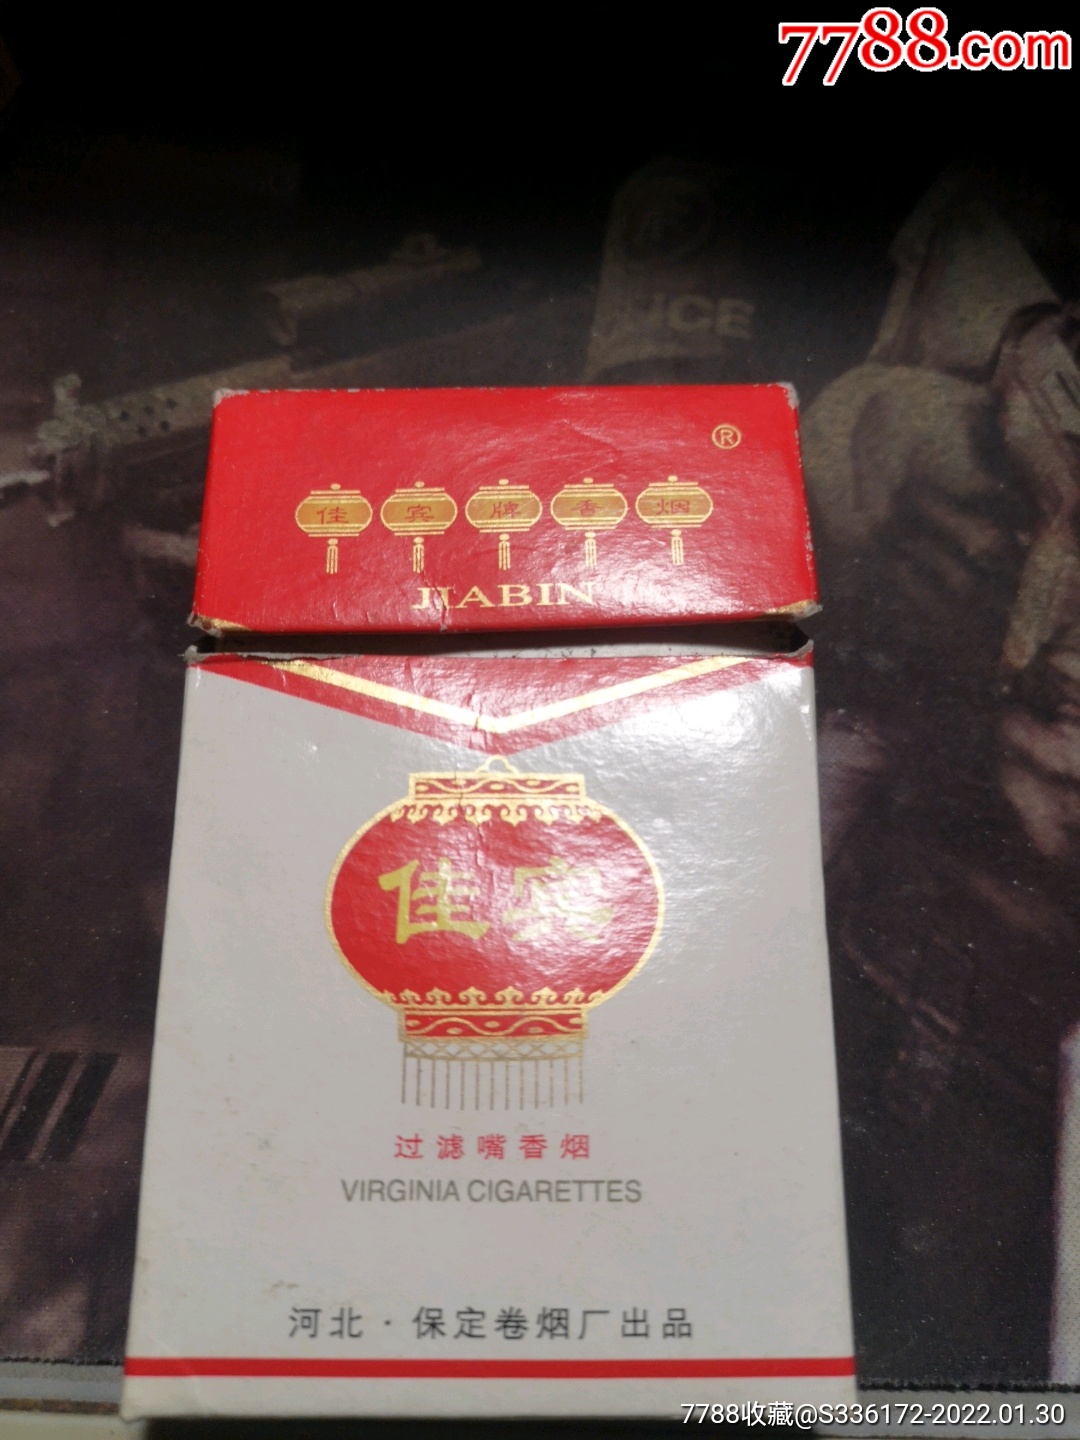 7788.com
UCE
®
佳宾牌香烟
JIABIN
佳宾
过滤嘴香烟
VIRGINIA CIGARETTES
河北·保定卷烟厂出品
7788收藏@S336172-2022.01.30